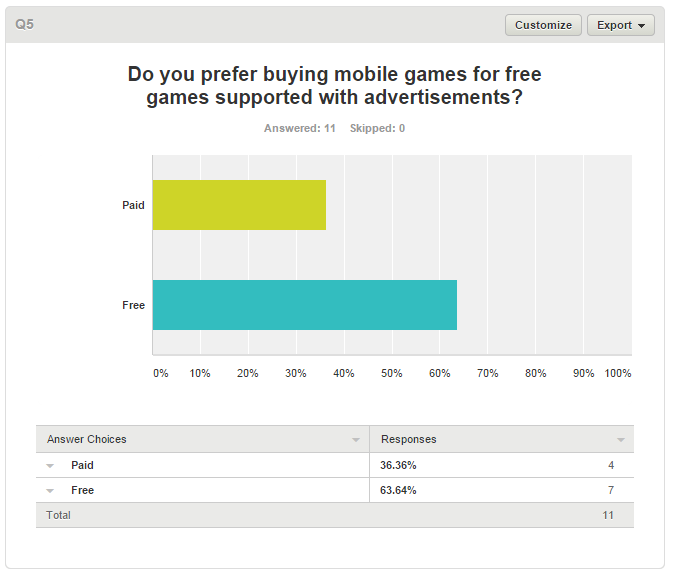 Q5
Customize
Export
Do you prefer buying mobile games for free
games supported with advertisements?
Answered: 11 Skipped: 0
Paid
Free
0% 10% 20% 30% 40% 50% 60% 70% 80% 90% 100%
Answer Choices Responses
Paid 36.36% 4
Free 63.64% 7
Total 11